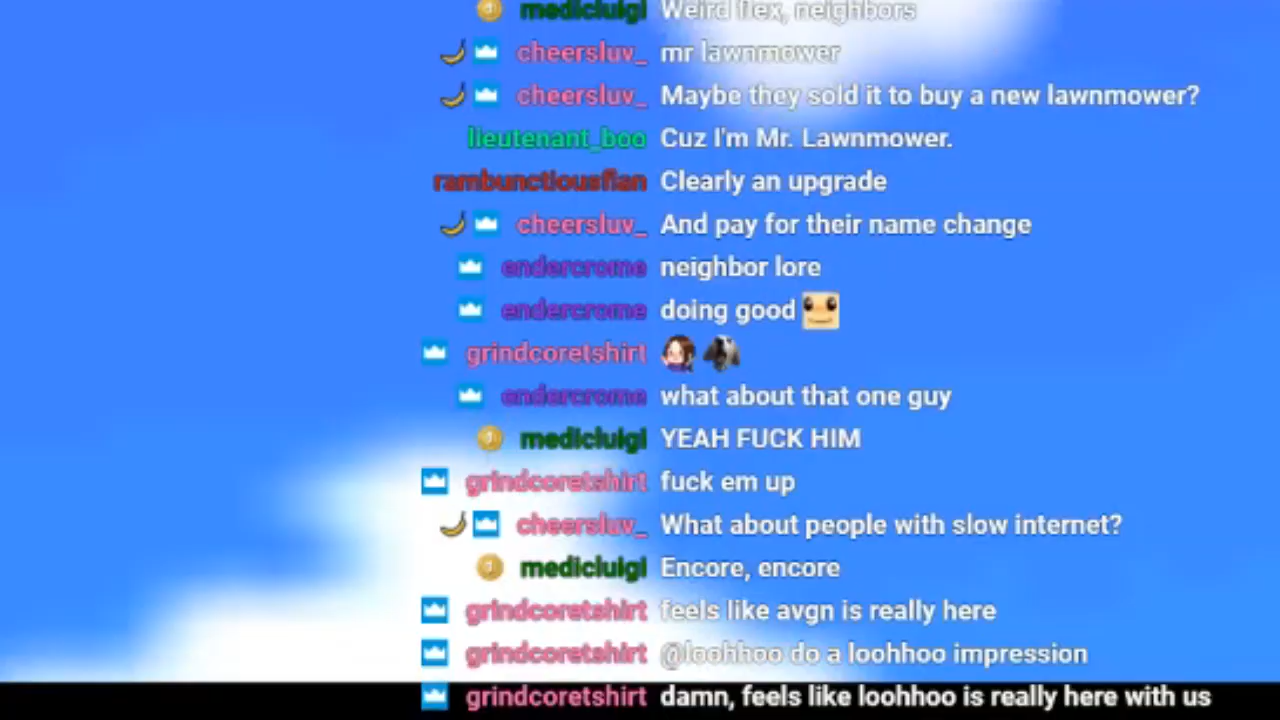 medicluigi Weird flex, neighbors
cheersluv_ mr lawnmower
cheersluv_ Maybe they sold it to buy a new lawnmower?
lieutenant_boo Cuz I'm Mr. Lawnmower.
rambunctiousfian Clearly an upgrade
cheersluv_ And pay for their name change
endercrome neighbor lore
endercrome doing good
grindcoretshirt
endercrome what about that one guy
medicluigi YEAH FUCK HIM
grindcoretshirt fuck em up
cheersluv_ What about people with slow internet?
medicluigi Encore, encore
grindcoretshirt feels like avgn is really here
grindcoretshirt @loohhoo do a loohhoo impression
grindcoretshirt damn, feels like loohhoo is really here with us